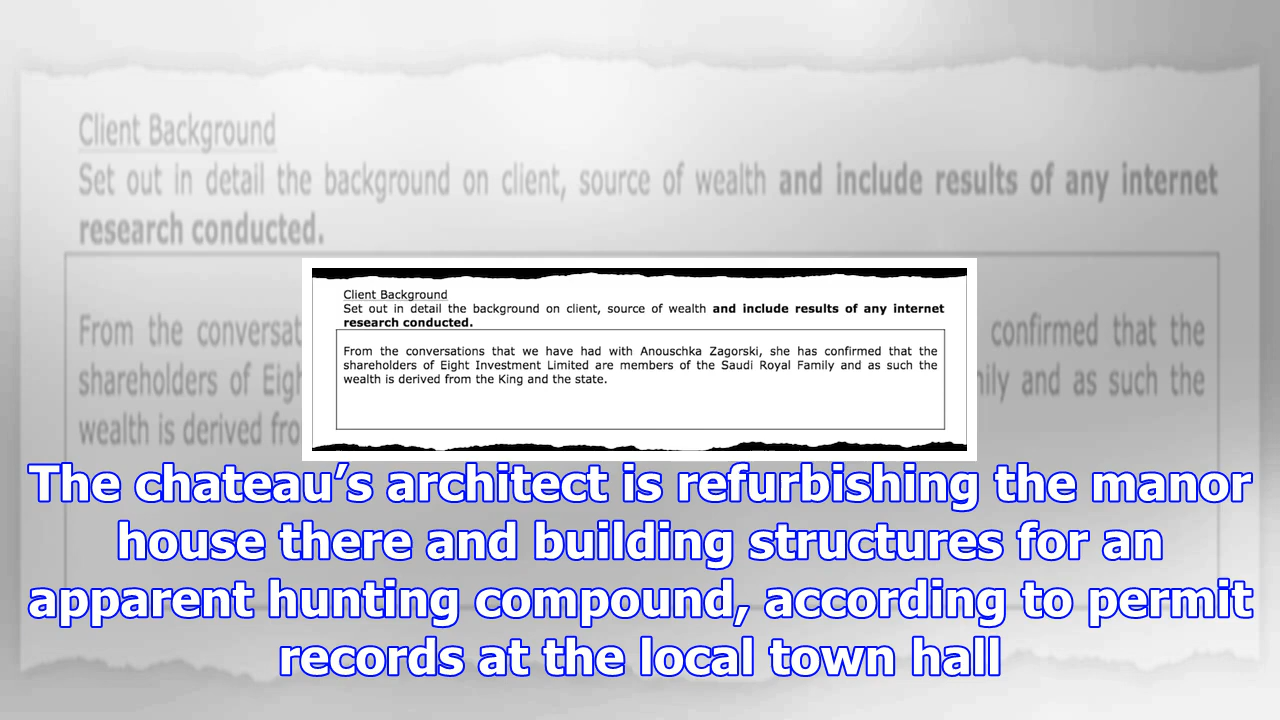 Client Background
Set out in detail the background on client, source of wealth and include results of any internet
research conducted.
From the conversat
confirmed that the
shareholders of Eigh
ily and as such the
wealth is derived fro
Client Background
Set out in detail the background on client, source of wealth and include results of any internet
research conducted.
From the conversations that we have had with Anouschka Zagorski, she has confirmed that the
shareholders of Eight Investment Limited are members of the Saudi Royal Family and as such the
wealth is derived from the King and the state.
The chateau’s architect is refurbishing the manor
house there and building structures for an
apparent hunting compound, according to permit
records at the local town hall